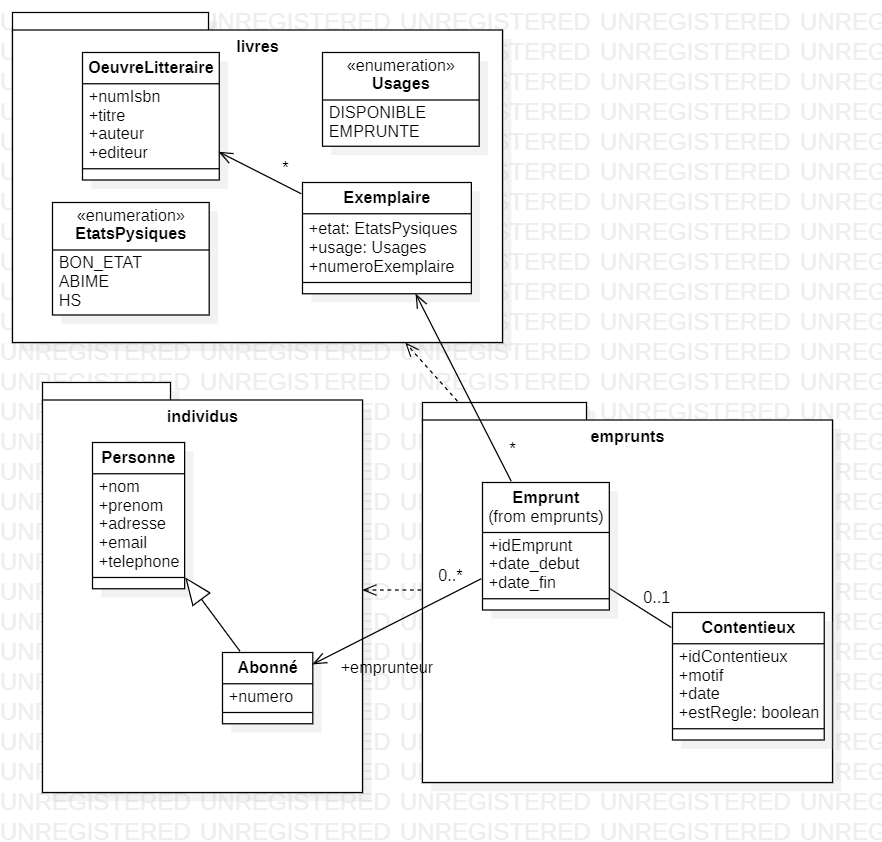 livres
OeuvreLitteraire
+numIsbn
+titre
+auteur
+editeur
«enumeration»
Usages
DISPONIBLE
EMPRUNTE
*
Exemplaire
+etat: EtatsPysiques
+usage: Usages
+numeroExemplaire
«enumeration»
EtatsPysiques
BON_ETAT
ABIME
HS
individus
Personne
+nom
+prenom
+adresse
+email
+telephone
Abonné
+numero
emprunts
*
Emprunt
(from emprunts)
+idEmprunt
+date_debut
+date_fin
0..*
+emprunteur
0..1
Contentieux
+idContentieux
+motif
+date
+estRegle: boolean
UNREGISTERED UNREGISTERED UNREGISTERED UNREGISTERED UNREG